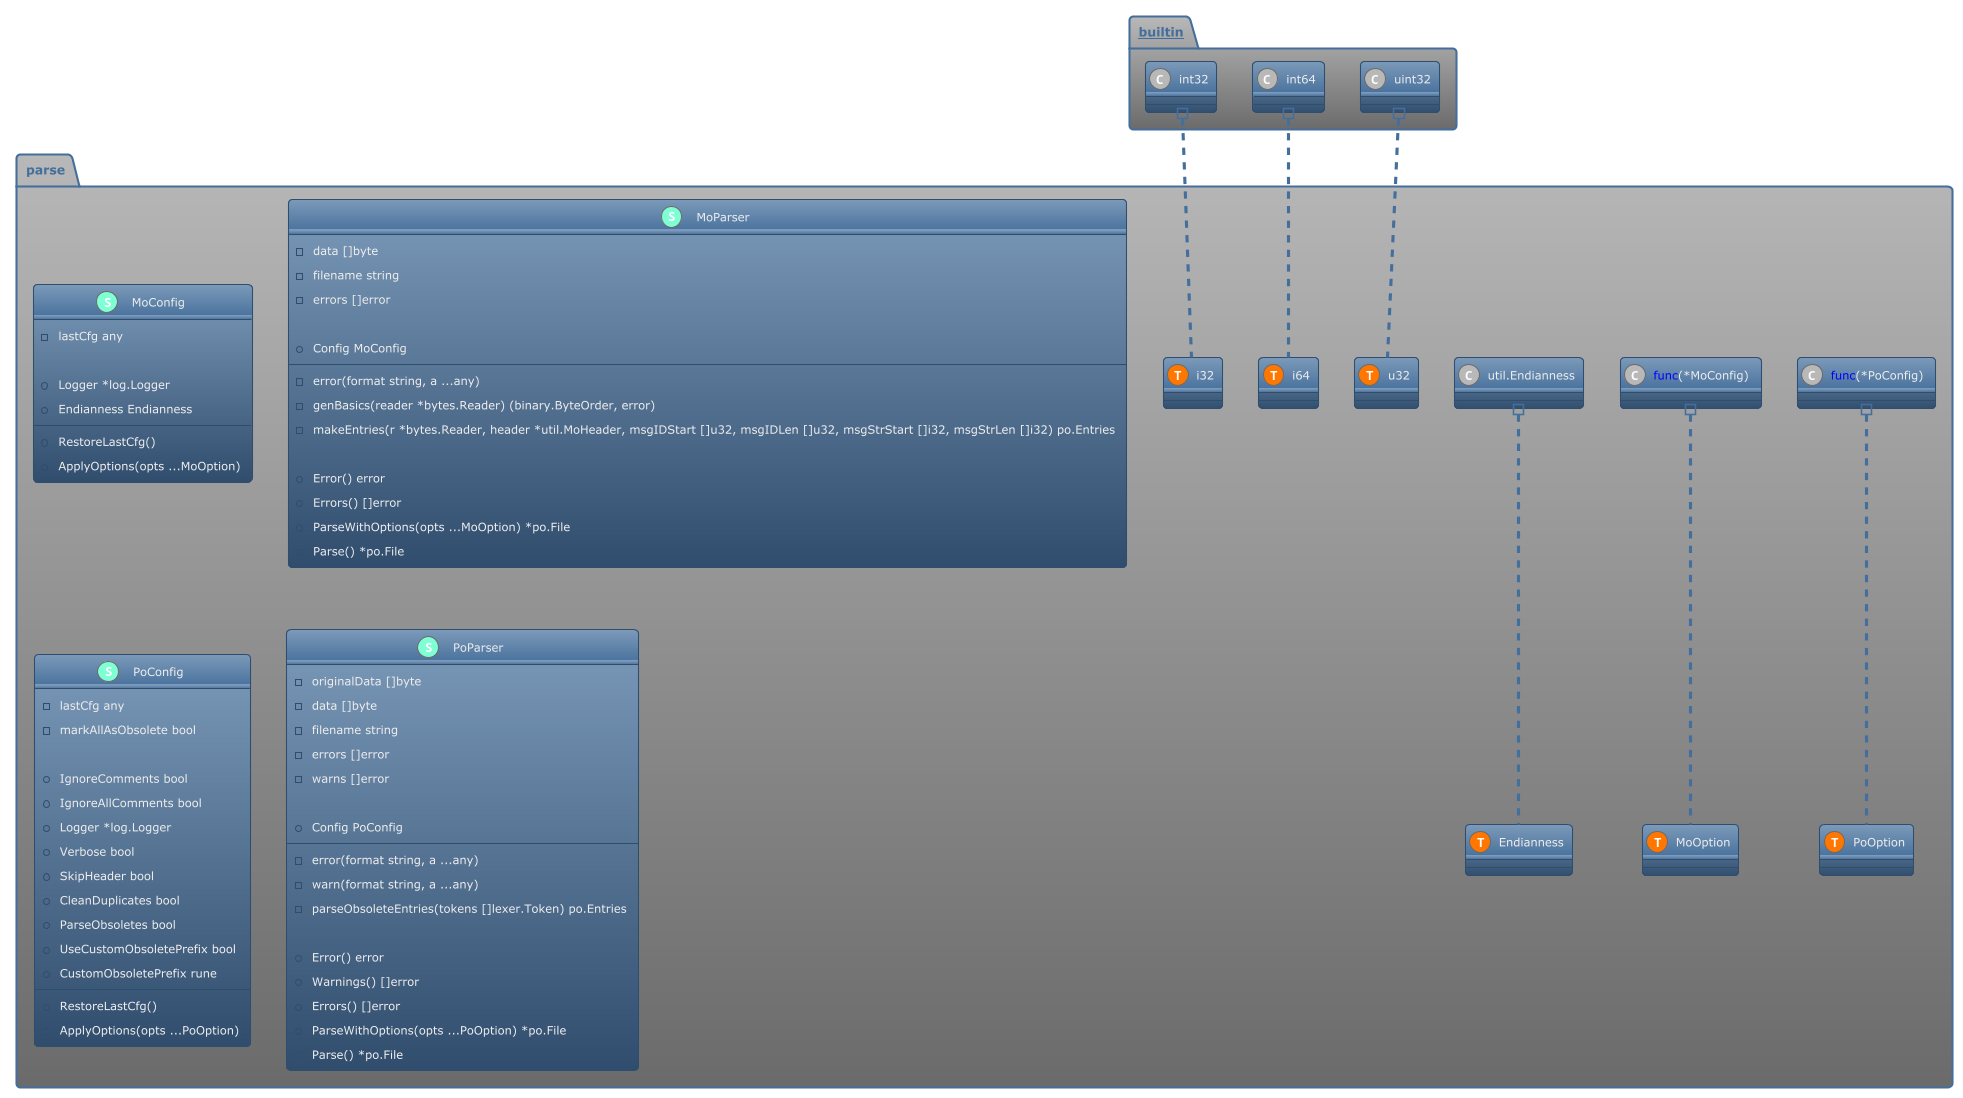 builtin
C int32
C int64
C uint32
parse
S MoParser
data []byte
filename string
errors []error
Config MoConfig
error(format string, a ...any)
genBasics(reader *bytes.Reader) (binary.ByteOrder, error)
makeEntries(r *bytes.Reader, header *util.MoHeader, msgIDStart []u32, msgIDLen []u32, msgStrStart []i32, msgStrLen []i32) po.Entries
Error() error
Errors() []error
ParseWithOptions(opts ...MoOption) *po.File
Parse() *po.File
S MoConfig
lastCfg any
Logger *log.Logger
Endianness Endianness
RestoreLastCfg()
ApplyOptions(opts ...MoOption)
T i32
T i64
T u32
C util.Endianness
C func(*MoConfig)
C func(*PoConfig)
S PoConfig
lastCfg any
markAllAsObsolete bool
IgnoreComments bool
IgnoreAllComments bool
Logger *log.Logger
Verbose bool
SkipHeader bool
CleanDuplicates bool
ParseObsoletes bool
UseCustomObsoletePrefix bool
CustomObsoletePrefix rune
RestoreLastCfg()
ApplyOptions(opts ...PoOption)
S PoParser
originalData []byte
data []byte
filename string
errors []error
warns []error
Config PoConfig
error(format string, a ...any)
warn(format string, a ...any)
parseObsoleteEntries(tokens []lexer.Token) po.Entries
Error() error
Warnings() []error
Errors() []error
ParseWithOptions(opts ...PoOption) *po.File
Parse() *po.File
T Endianness
T MoOption
T PoOption